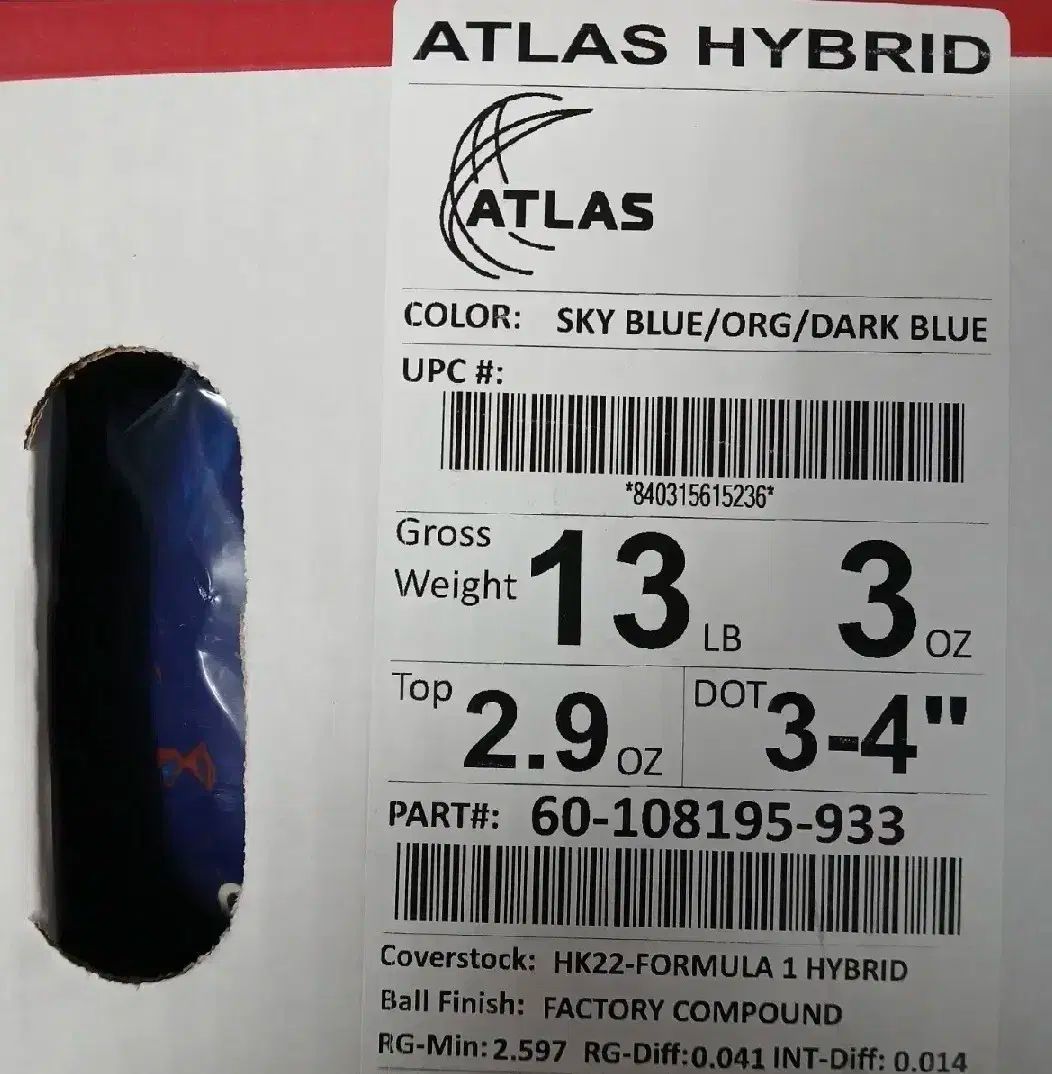 ATLAS HYBRID
ATLAS
COLOR: SKY BLUE/ORG/DARK BLUE
UPC #:
*840315615236*
Gross Weight 13 LB 3 OZ
Top 2.9 OZ DOT 3-4"
PART#: 60-108195-933
Coverstock: HK22-FORMULA 1 HYBRID
Ball Finish: FACTORY COMPOUND
RG-Min: 2.597 RG-Diff: 0.041 INT-Diff: 0.014